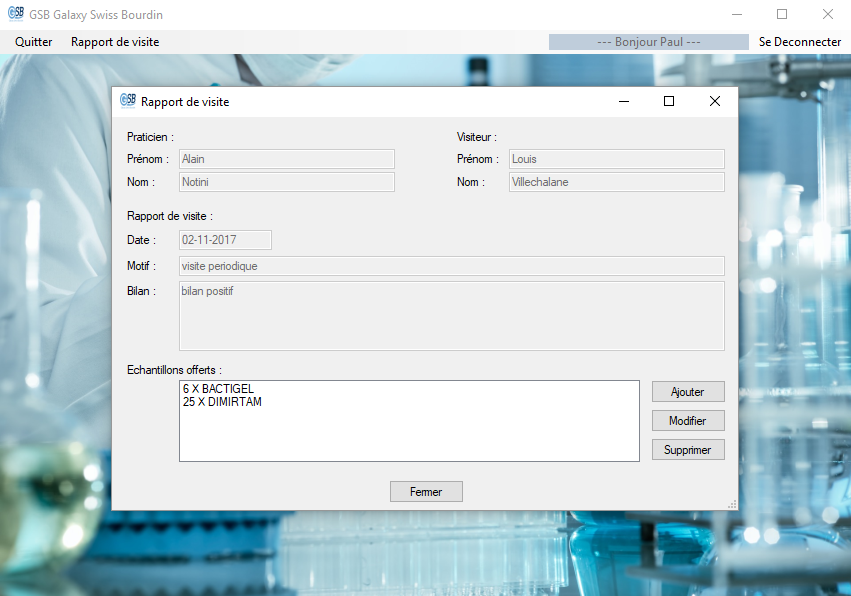 GSB GSB Galaxy Swiss Bourdin
Quitter Rapport de visite --- Bonjour Paul --- Se Deconnecter
GSB Rapport de visite
Praticien : Visiteur :
Prénom : Alain Prénom : Louis
Nom : Notini Nom : Villechalane
Rapport de visite :
Date : 02-11-2017
Motif : visite periodique
Bilan : bilan positif
Echantillons offerts :
6 X BACTIGEL
25 X DIMIRTAM
Ajouter
Modifier
Supprimer
Fermer